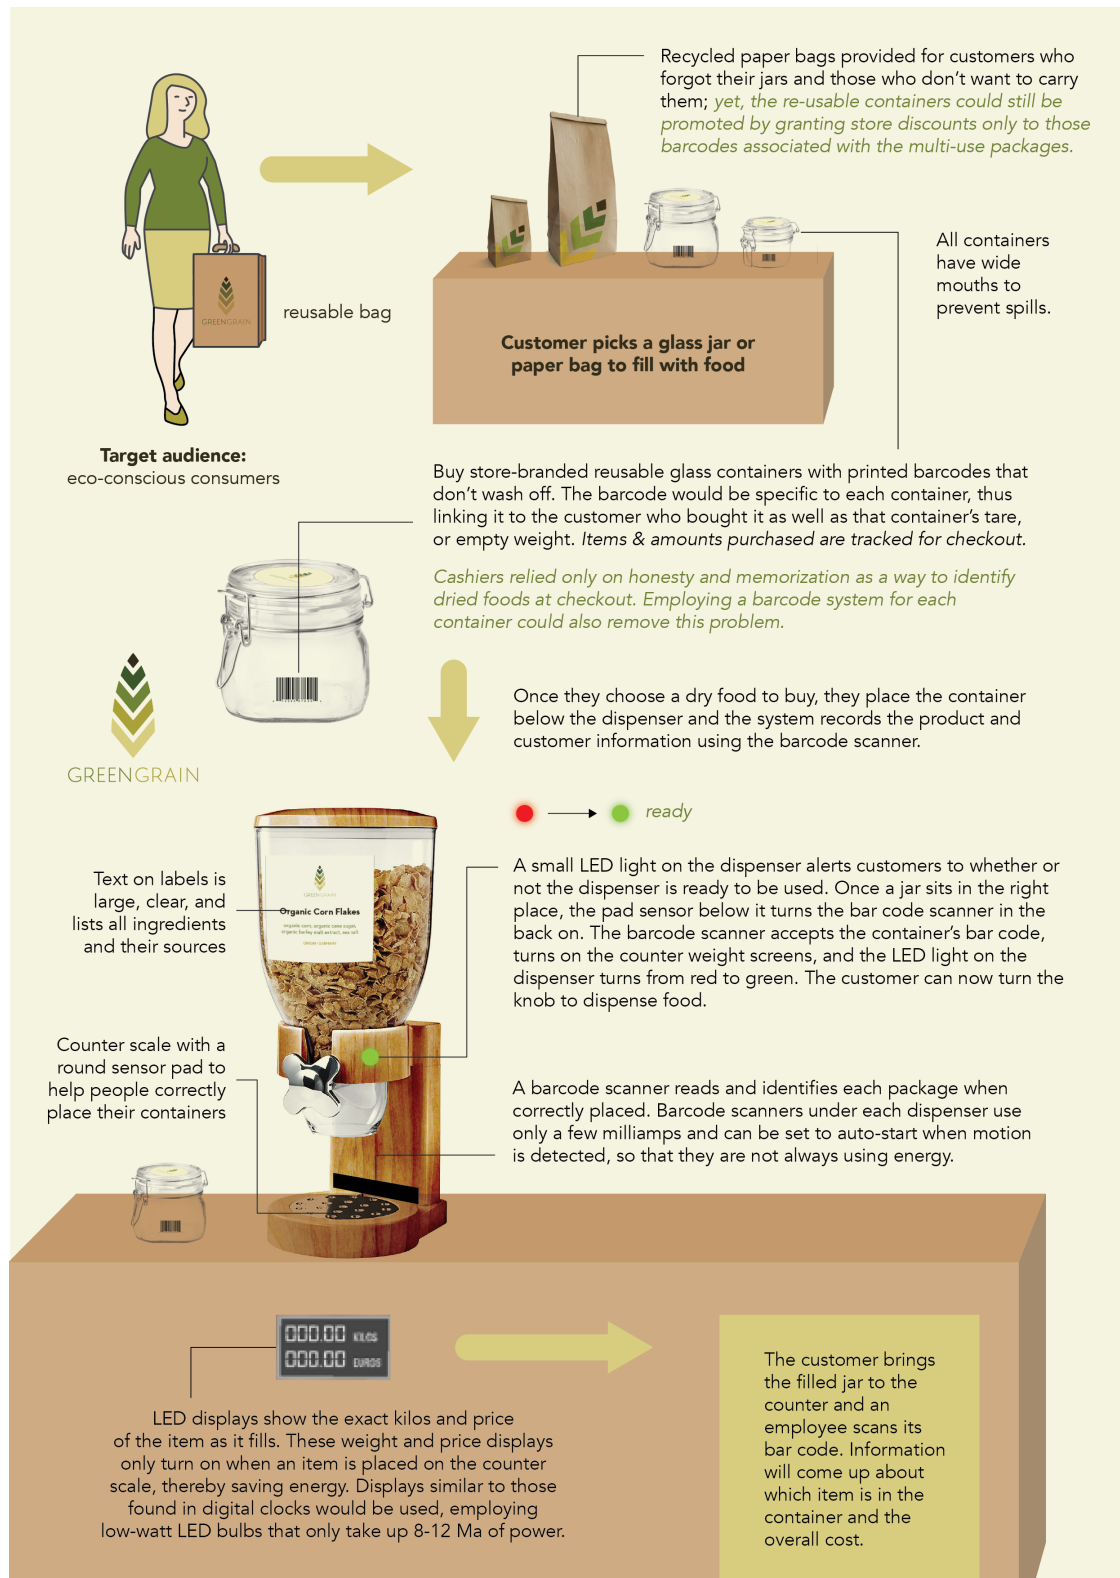 Recycled paper bags provided for customers who
forgot their jars and those who don't want to carry
them; yet, the re-usable containers could still be
promoted by granting store discounts only to those
barcodes associated with the multi-use packages.
All containers
have wide
mouths to
prevent spills.
GREENGRAIN
reusable bag
Customer picks a glass jar or
paper bag to fill with food
Target audience:
eco-conscious consumers
Buy store-branded reusable glass containers with printed barcodes that
don't wash off. The barcode would be specific to each container, thus
linking it to the customer who bought it as well as that container's tare,
or empty weight. Items & amounts purchased are tracked for checkout.
Cashiers relied only on honesty and memorization as a way to identify
dried foods at checkout. Employing a barcode system for each
container could also remove this problem.
GREENGRAIN
Once they choose a dry food to buy, they place the container
below the dispenser and the system records the product and
customer information using the barcode scanner.
ready
Text on labels is
large, clear, and
lists all ingredients
and their sources
GREENGRAIN
Organic Corn Flakes
organic corn, organic cane sugar,
organic barley malt extract, sea salt
A small LED light on the dispenser alerts customers to whether or
not the dispenser is ready to be used. Once a jar sits in the right
place, the pad sensor below it turns the bar code scanner in the
back on. The barcode scanner accepts the container's bar code,
turns on the counter weight screens, and the LED light on the
dispenser turns from red to green. The customer can now turn the
knob to dispense food.
Counter scale with a
round sensor pad to
help people correctly
place their containers
A barcode scanner reads and identifies each package when
correctly placed. Barcode scanners under each dispenser use
only a few milliamps and can be set to auto-start when motion
is detected, so that they are not always using energy.
000.00 KILOS
000.00 EUROS
LED displays show the exact kilos and price
of the item as it fills. These weight and price displays
only turn on when an item is placed on the counter
scale, thereby saving energy. Displays similar to those
found in digital clocks would be used, employing
low-watt LED bulbs that only take up 8-12 Ma of power.
The customer brings
the filled jar to the
counter and an
employee scans its
bar code. Information
will come up about
which item is in the
container and the
overall cost.